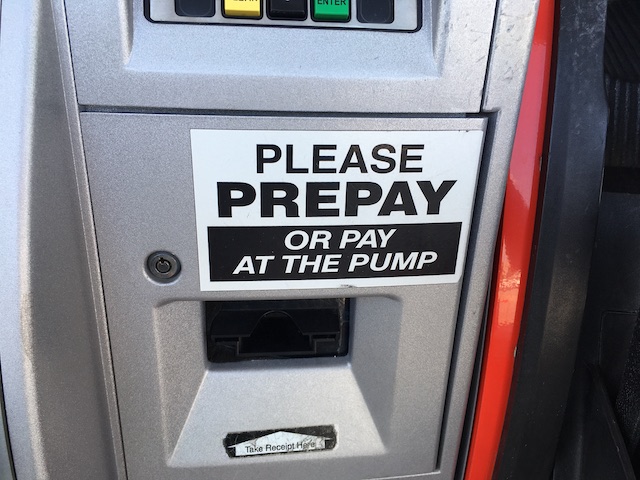 ENTER
PLEASE
PREPAY
OR PAY
AT THE PUMP
Take Receipt Here